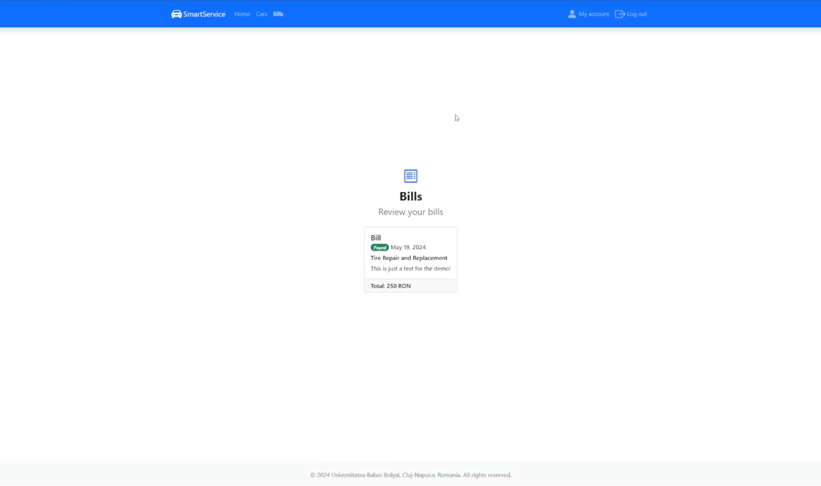 SmartService Home Cars Bills My account Log out
Bills
Review your bills
Bill
Payed May 19, 2024
Tire Repair and Replacement
This is just a test for the demo!
Total: 250 RON
© 2024 Universitatea Babes-Bolyai, Cluj-Napoca, Romania. All rights reserved.